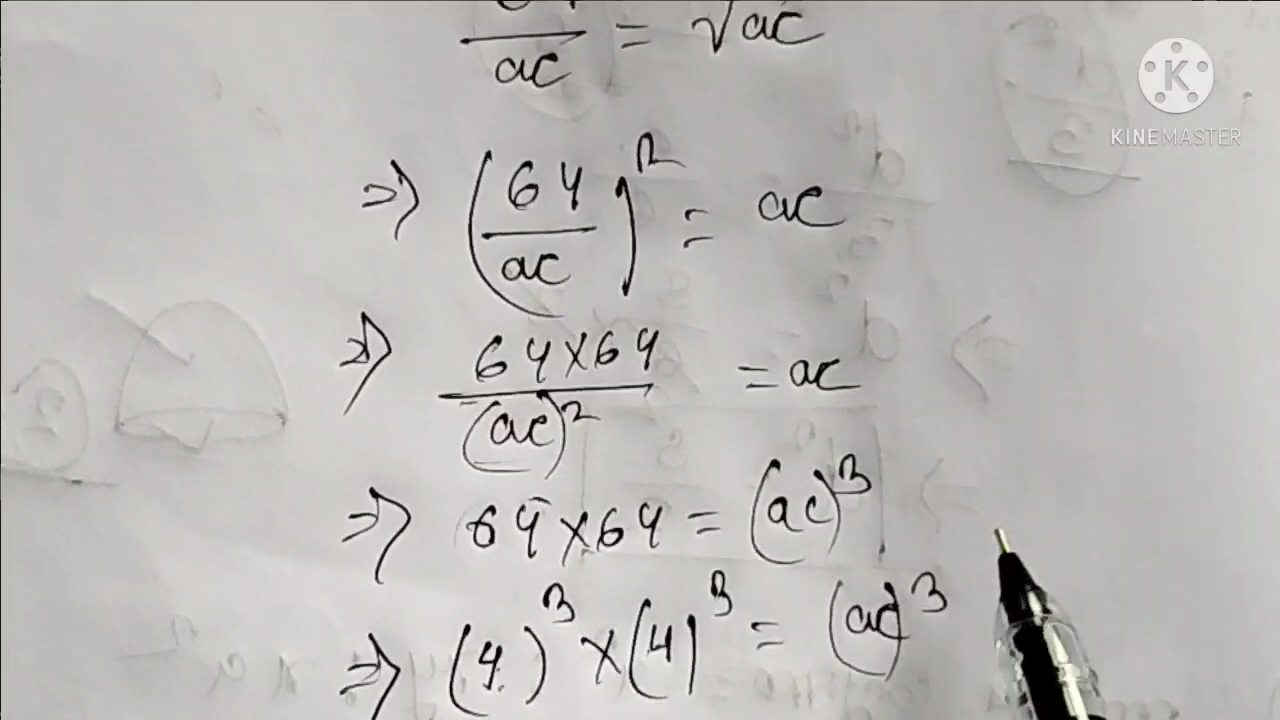 ac = √ac
⇒ (64/ac)² = ac
⇒ 64×64/(ac)² = ac
⇒ 64×64 = (ac)³
⇒ (4)³ × (4)³ = (ac)³
K
KINEMASTER